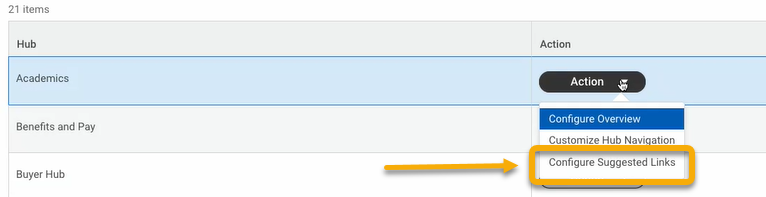 21 items
Hub Action
Academics Action
Configure Overview
Benefits and Pay
Customize Hub Navigation
Configure Suggested Links
Buyer Hub